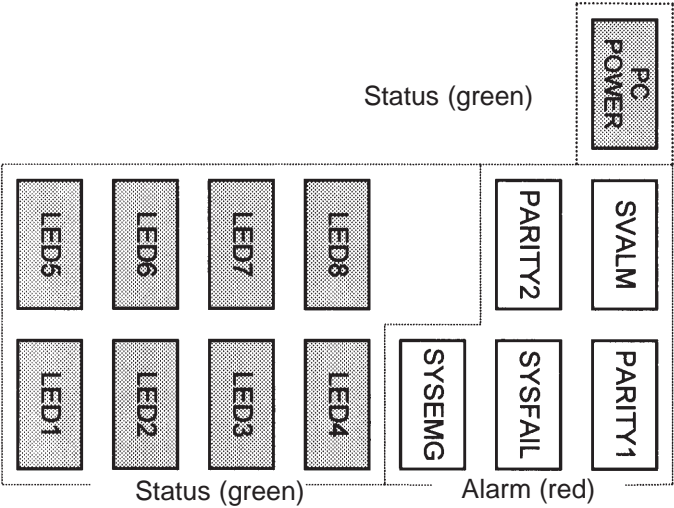 PC
POWER
Status (green)
LED5
LED6
LED7
LED8
PARITY2
SVALM
LED1
LED2
LED3
LED4
SYSEMG
SYSFAIL
PARITY1
Status (green)
Alarm (red)